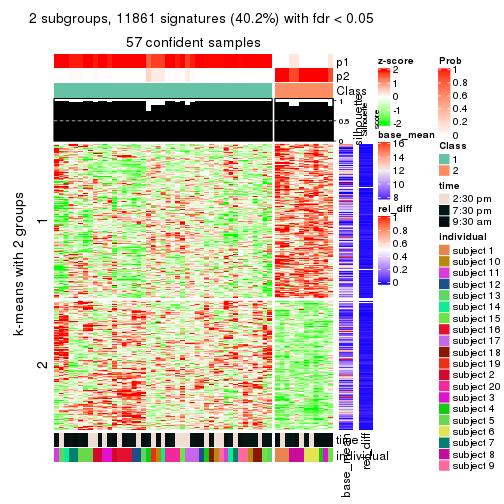 2 subgroups, 11861 signatures (40.2%) with fdr < 0.05
57 confident samples
p1
p2
Class
1
0.5
0
silhouette
score
k-means with 2 groups
1
2
time
individual
base_mean
rel_diff
z-score
2
1
0
-1
-2
base_mean
16
14
12
10
8
rel_diff
1
0.8
0.6
0.4
0.2
0
Prob
1
0.8
0.6
0.4
0.2
0
Class
1
2
time
2:30 pm
7:30 pm
9:30 am
individual
subject 1
subject 10
subject 11
subject 12
subject 13
subject 14
subject 15
subject 16
subject 17
subject 18
subject 19
subject 2
subject 20
subject 3
subject 4
subject 5
subject 6
subject 7
subject 8
subject 9